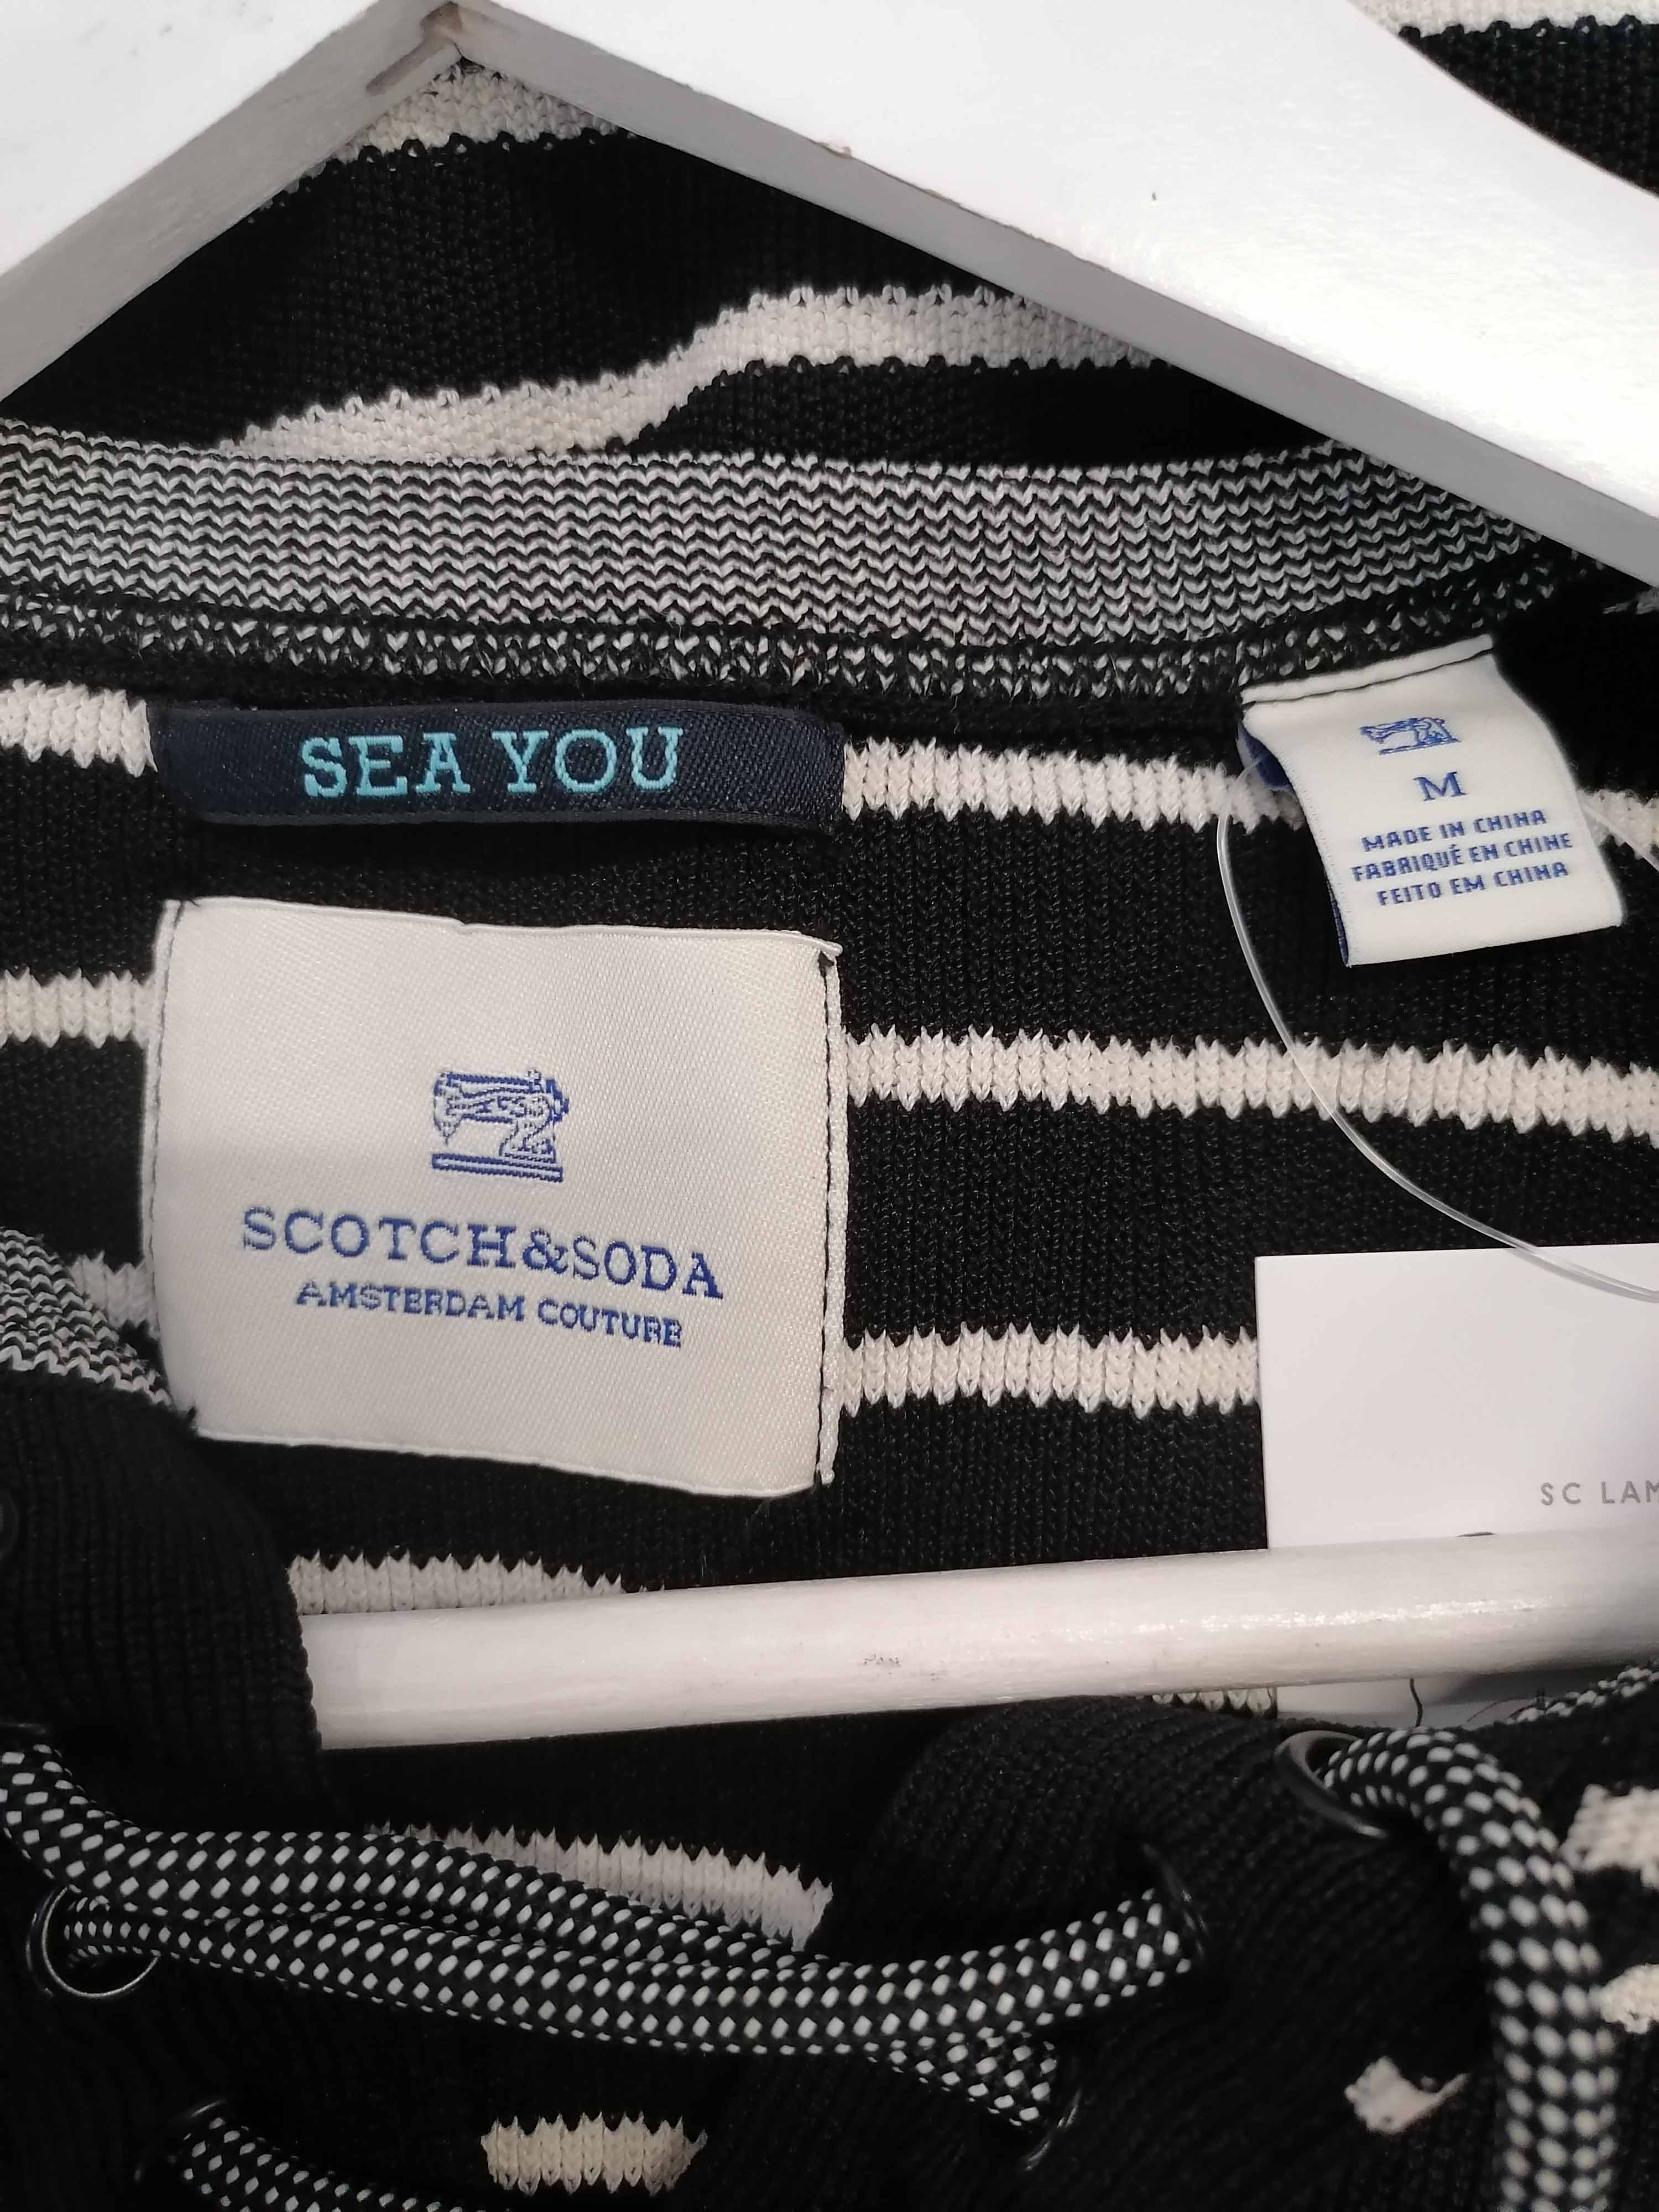 SEA YOU
M
MADE IN CHINA
FABRIQUÉ EN CHINE
FEITO EM CHINA
SCOTCH&SODA
AMSTERDAM COUTURE
SC LAM